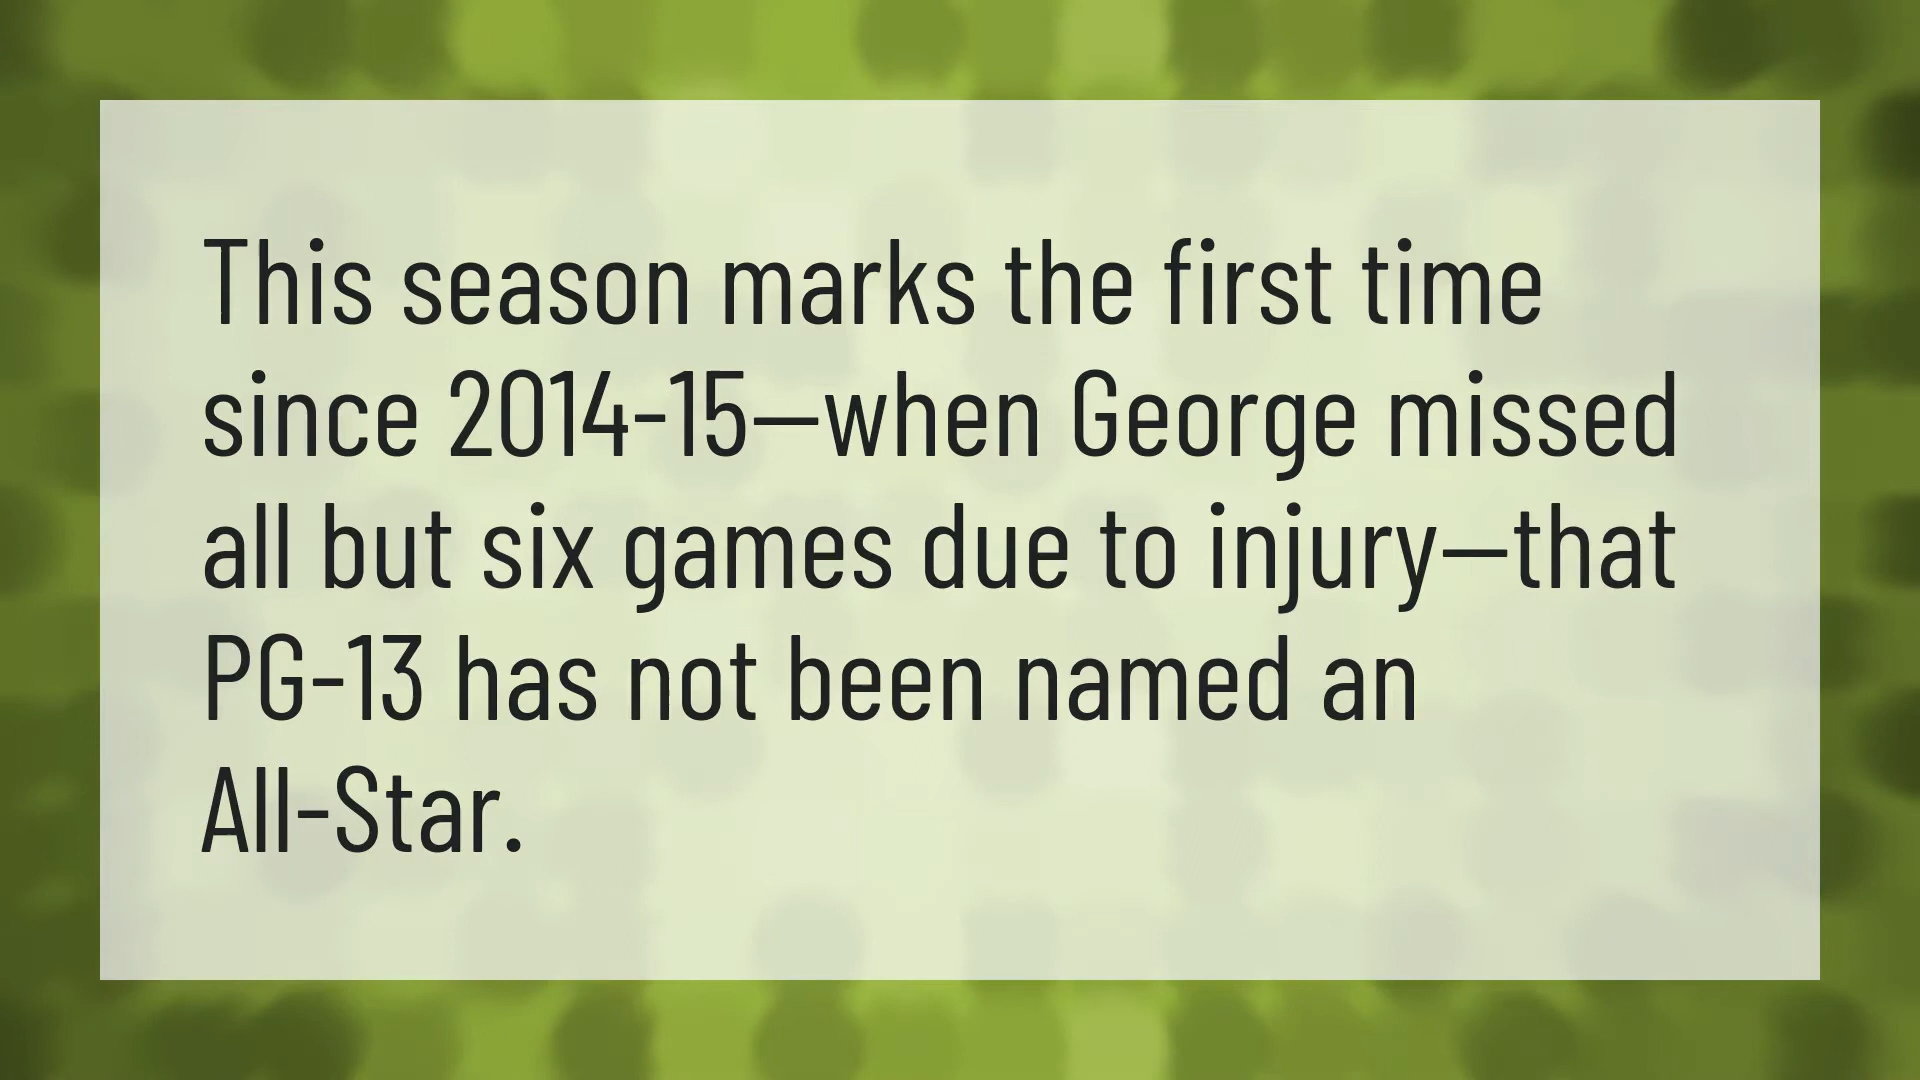 This season marks the first time
since 2014-15—when George missed
all but six games due to injury—that
PG-13 has not been named an
All-Star.